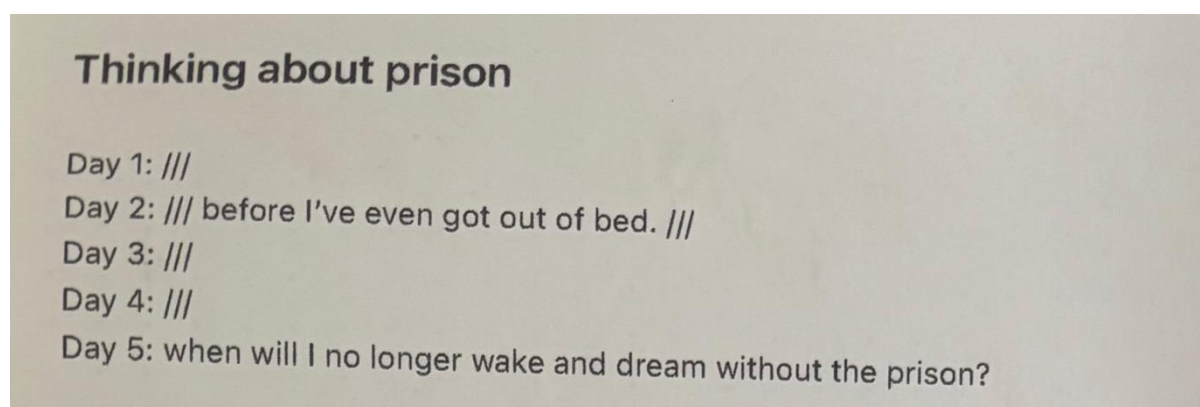 Thinking about prison
Day 1: ///
Day 2: /// before I've even got out of bed. ///
Day 3: ///
Day 4: ///
Day 5: when will I no longer wake and dream without the prison?